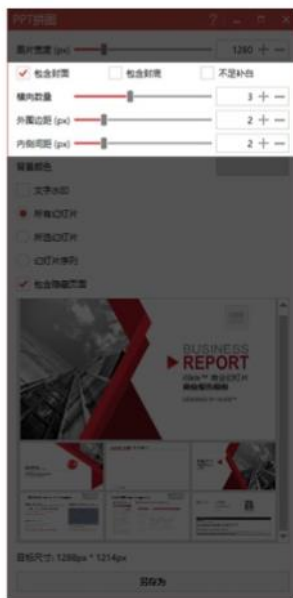 PPT拼图
图片宽度 (px) 1280
包含封面 包含封底 不足补白
横向数量 3
外围边距 (px) 2
内侧间距 (px) 2
背景颜色
文字水印
所有幻灯片
所选幻灯片
幻灯片序列
包含隐藏页面
BUSINESS
REPORT
目标尺寸: 1288px * 1214px
另存为